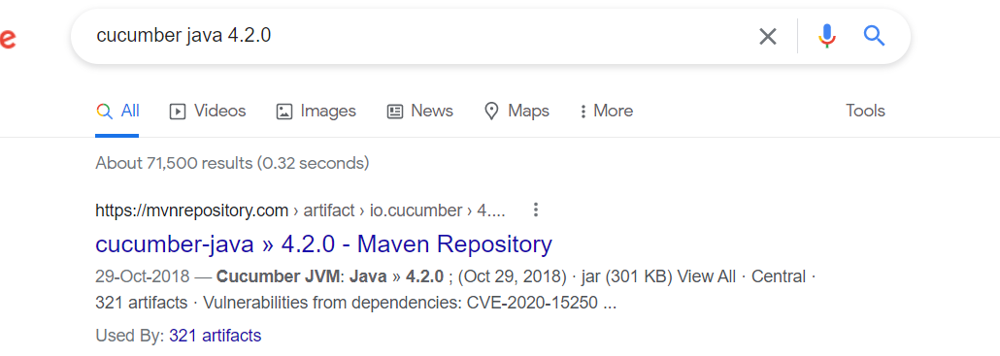 e
cucumber java 4.2.0
All Videos Images News Maps More Tools
About 71,500 results (0.32 seconds)
https://mvnrepository.com › artifact › io.cucumber › 4....
cucumber-java » 4.2.0 - Maven Repository
29-Oct-2018 — Cucumber JVM: Java » 4.2.0 ; (Oct 29, 2018) · jar (301 KB) View All · Central ·
321 artifacts · Vulnerabilities from dependencies: CVE-2020-15250 ...
Used By: 321 artifacts